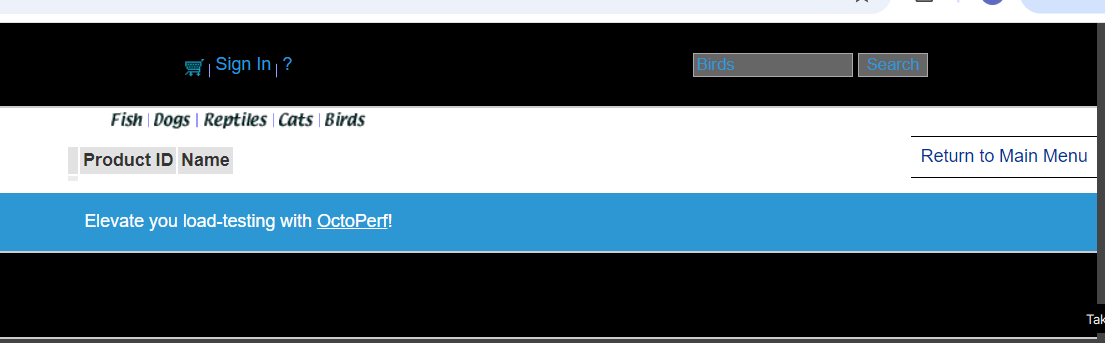 Sign In ?
Birds Search
Fish Dogs Reptiles Cats Birds
Product ID Name
Return to Main Menu
Elevate you load-testing with OctoPerf!